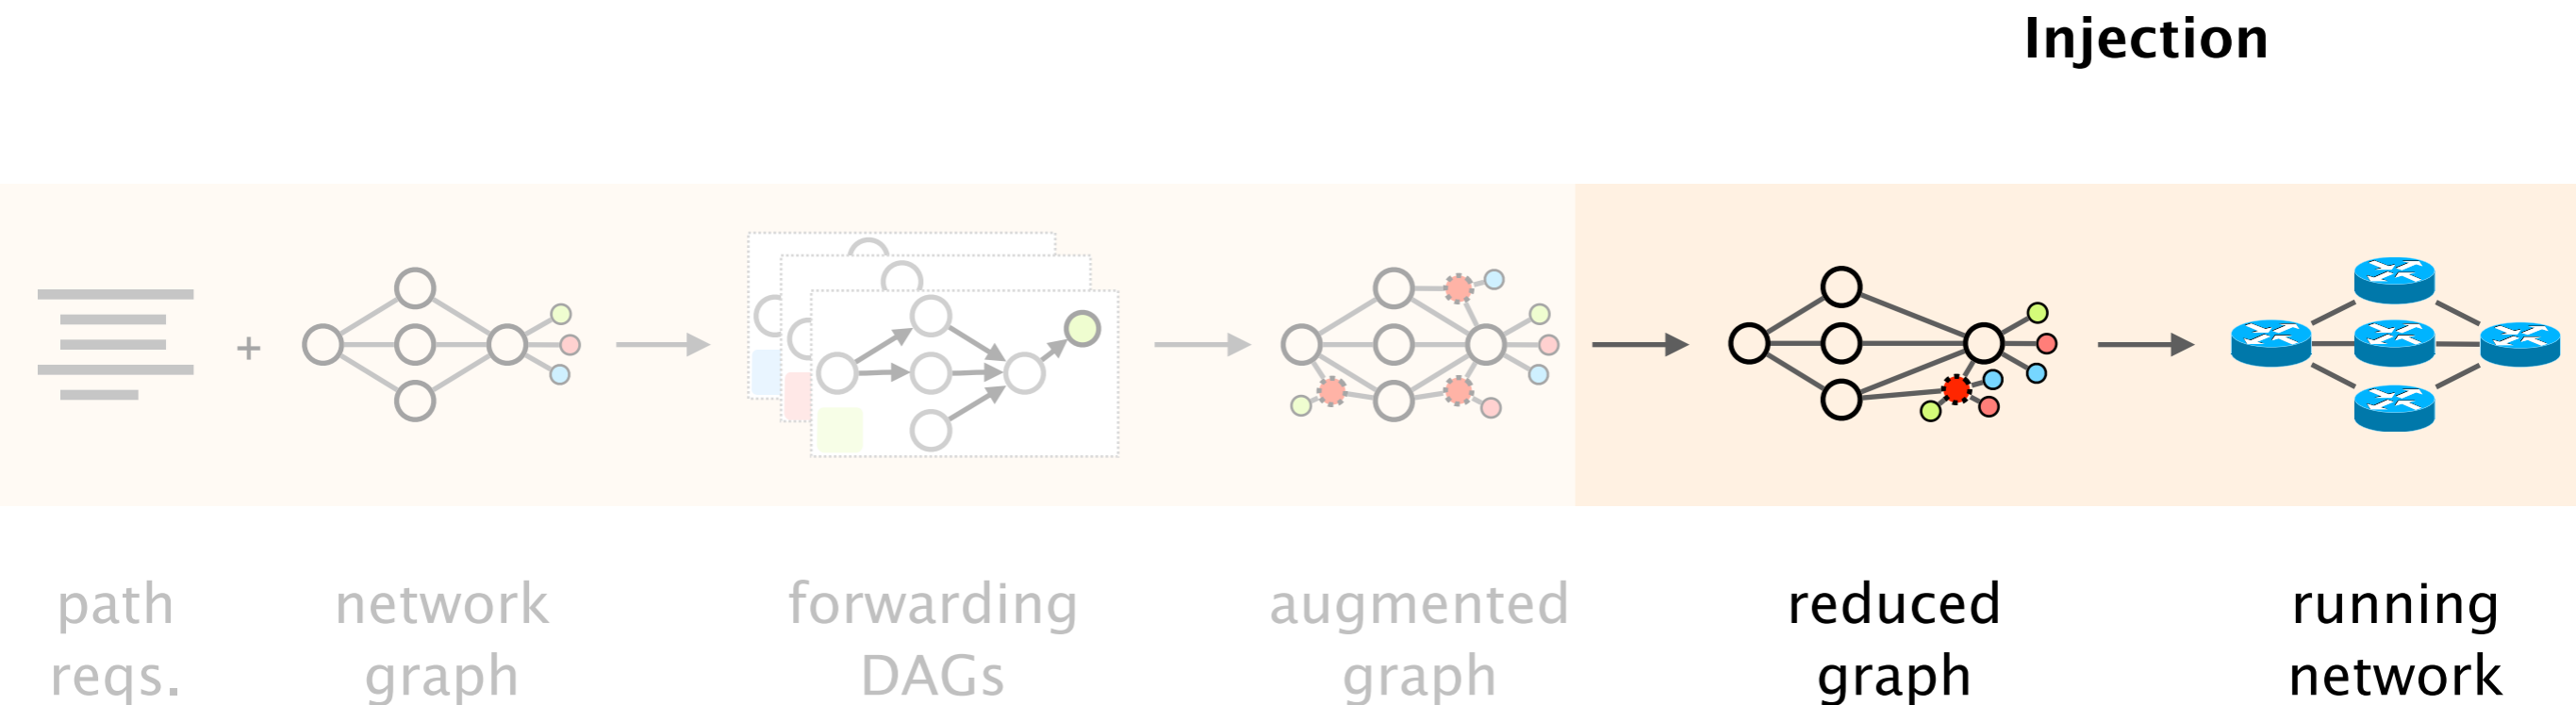 Injection
+
path reqs.
network graph
forwarding DAGs
augmented graph
reduced graph
running network